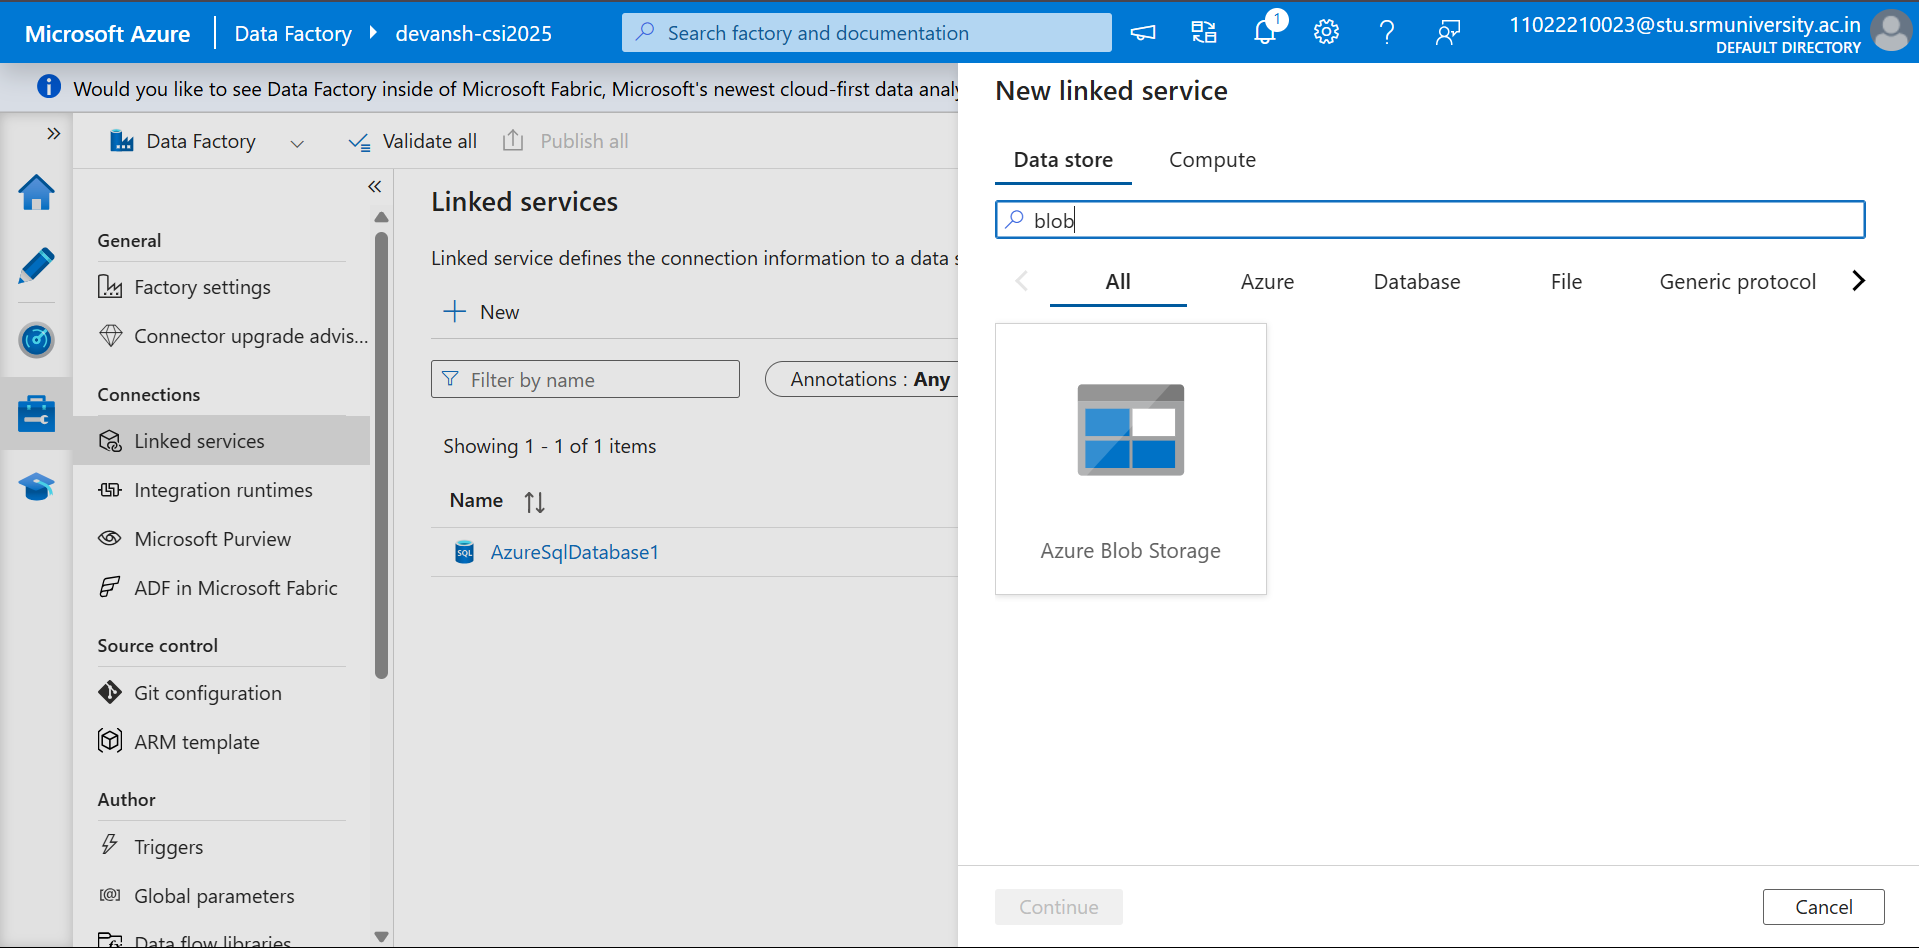 Microsoft Azure
Data Factory
devansh-csi2025
Search factory and documentation
1
11022210023@stu.srmuniversity.ac.in
DEFAULT DIRECTORY
Would you like to see Data Factory inside of Microsoft Fabric, Microsoft's newest cloud-first data analy
Data Factory
Validate all
Publish all
General
Factory settings
Connector upgrade advis...
Connections
Linked services
Integration runtimes
Microsoft Purview
ADF in Microsoft Fabric
Source control
Git configuration
ARM template
Author
Triggers
Global parameters
Data flow libraries
Linked services
Linked service defines the connection information to a data s
New
Filter by name
Annotations : Any
Showing 1 - 1 of 1 items
Name
SQL
AzureSqlDatabase1
New linked service
Data store
Compute
blob
All
Azure
Database
File
Generic protocol
Azure Blob Storage
Continue
Cancel